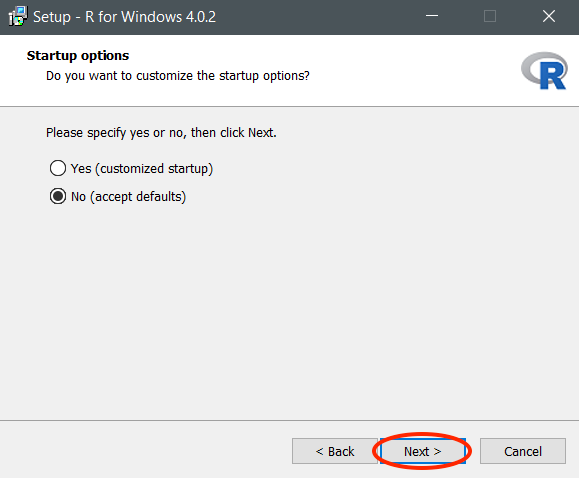 Setup - R for Windows 4.0.2
Startup options
Do you want to customize the startup options?
R
Please specify yes or no, then click Next.
Yes (customized startup)
No (accept defaults)
< Back
Next >
Cancel